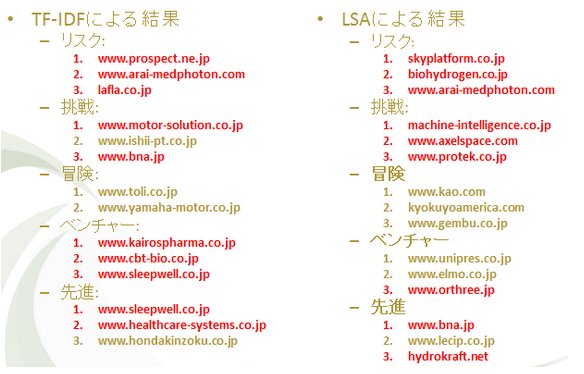 • TF-IDFによる結果
– リスク:
1. www.prospect.ne.jp
2. www.arai-medphoton.com
3. lafla.co.jp
– 挑戦:
1. www.motor-solution.co.jp
2. www.ishii-pt.co.jp
3. www.bna.jp
– 冒険:
1. www.toli.co.jp
2. www.yamaha-motor.co.jp
– ベンチャー:
1. www.kairospharma.co.jp
2. www.cbt-bio.co.jp
3. www.sleepwell.co.jp
– 先進:
1. www.sleepwell.co.jp
2. www.healthcare-systems.co.jp
3. www.hondakinzoku.co.jp
• LSAによる結果
– リスク:
1. skyplatform.co.jp
2. biohydrogen.co.jp
3. www.arai-medphoton.com
– 挑戦:
1. machine-intelligence.co.jp
2. www.axelspace.com
3. www.protek.co.jp
– 冒険
1. www.kao.com
2. kyokuyoamerica.com
3. www.gembu.co.jp
– ベンチャー
1. www.unipres.co.jp
2. www.elmo.co.jp
3. www.orthree.jp
– 先進
1. www.bna.jp
2. www.lecip.co.jp
3. hydrokraft.net